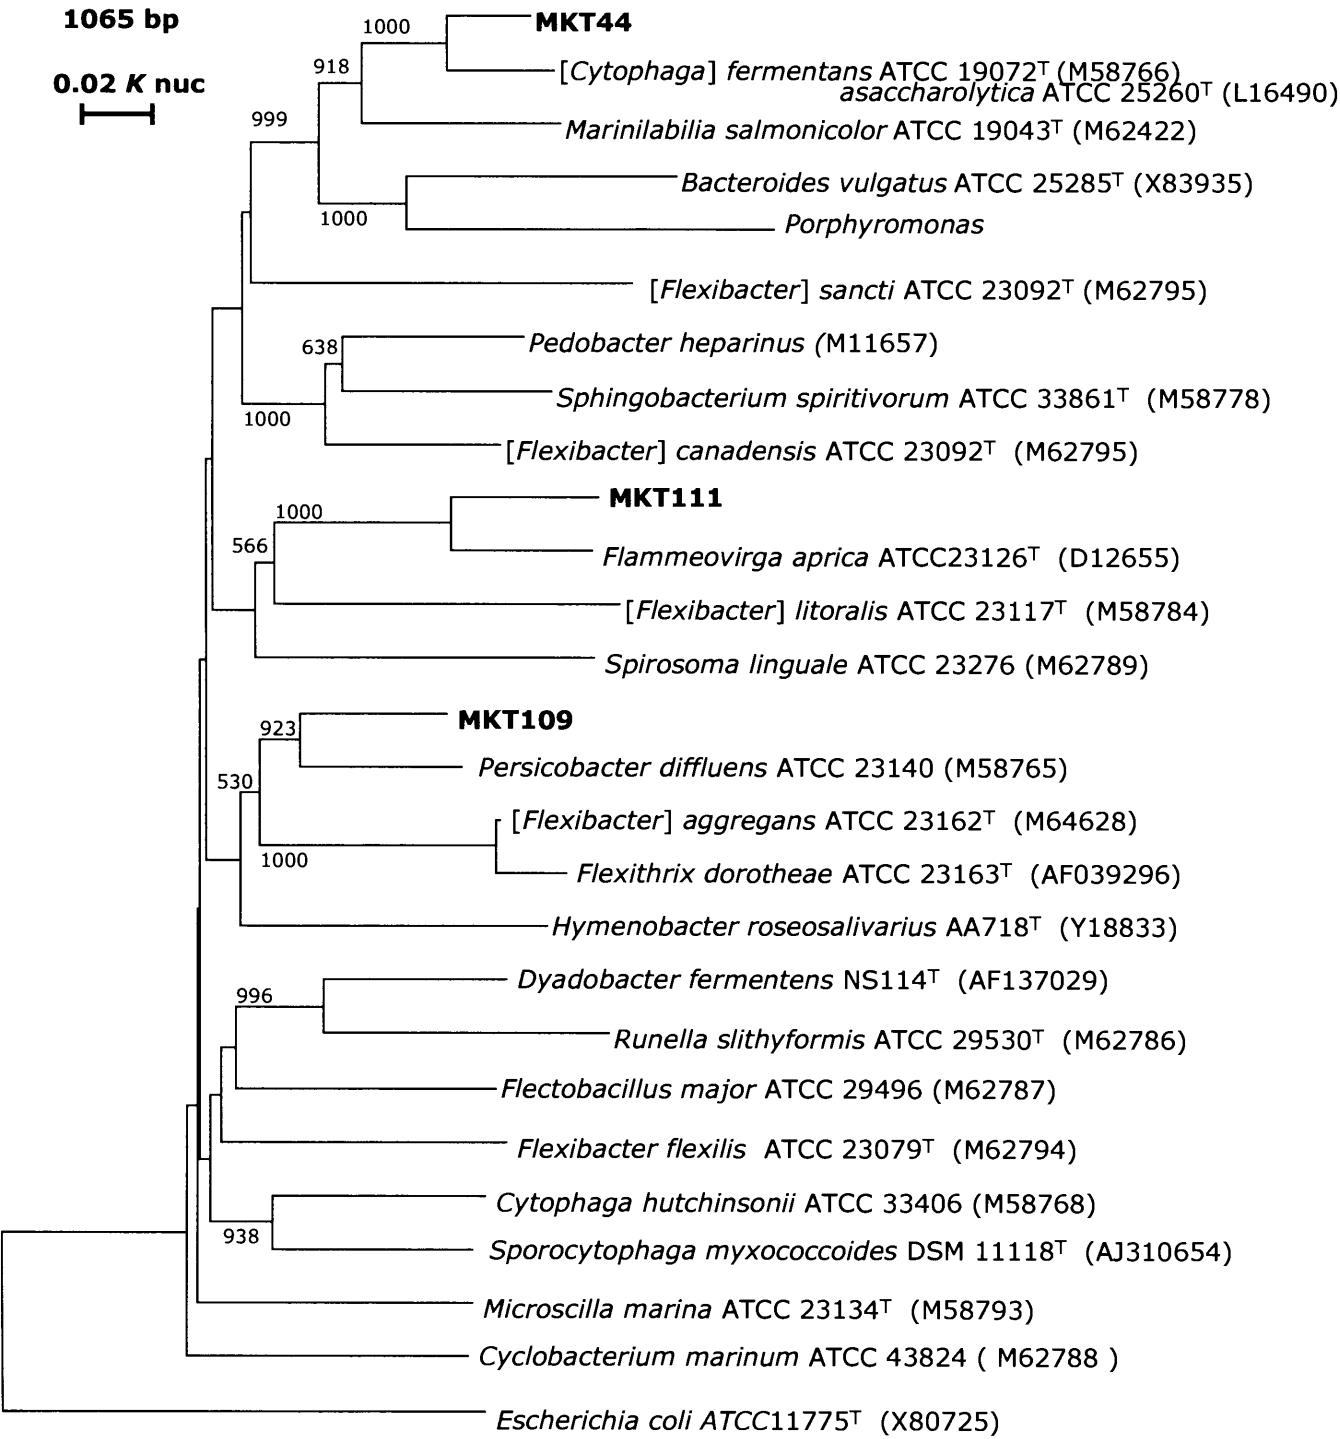 1065 bp
0.02 K nuc
1000
MKT44
918
[Cytophaga] fermentans ATCC 19072ᵀ (M58766)
asaccharolytica ATCC 25260ᵀ (L16490)
999
Marinilabilia salmonicolor ATCC 19043ᵀ (M62422)
Bacteroides vulgatus ATCC 25285ᵀ (X83935)
1000
Porphyromonas
[Flexibacter] sancti ATCC 23092ᵀ (M62795)
638
Pedobacter heparinus (M11657)
Sphingobacterium spiritivorum ATCC 33861ᵀ (M58778)
1000
[Flexibacter] canadensis ATCC 23092ᵀ (M62795)
MKT111
1000
566
Flammeovirga aprica ATCC23126ᵀ (D12655)
[Flexibacter] litoralis ATCC 23117ᵀ (M58784)
Spirosoma linguale ATCC 23276 (M62789)
MKT109
923
Persicobacter diffluens ATCC 23140 (M58765)
530
[Flexibacter] aggregans ATCC 23162ᵀ (M64628)
1000
Flexithrix dorotheae ATCC 23163ᵀ (AF039296)
Hymenobacter roseosalivarius AA718ᵀ (Y18833)
Dyadobacter fermentens NS114ᵀ (AF137029)
996
Runella slithyformis ATCC 29530ᵀ (M62786)
Flectobacillus major ATCC 29496 (M62787)
Flexibacter flexilis ATCC 23079ᵀ (M62794)
Cytophaga hutchinsonii ATCC 33406 (M58768)
938
Sporocytophaga myxococcoides DSM 11118ᵀ (AJ310654)
Microscilla marina ATCC 23134ᵀ (M58793)
Cyclobacterium marinum ATCC 43824 ( M62788 )
Escherichia coli ATCC11775ᵀ (X80725)